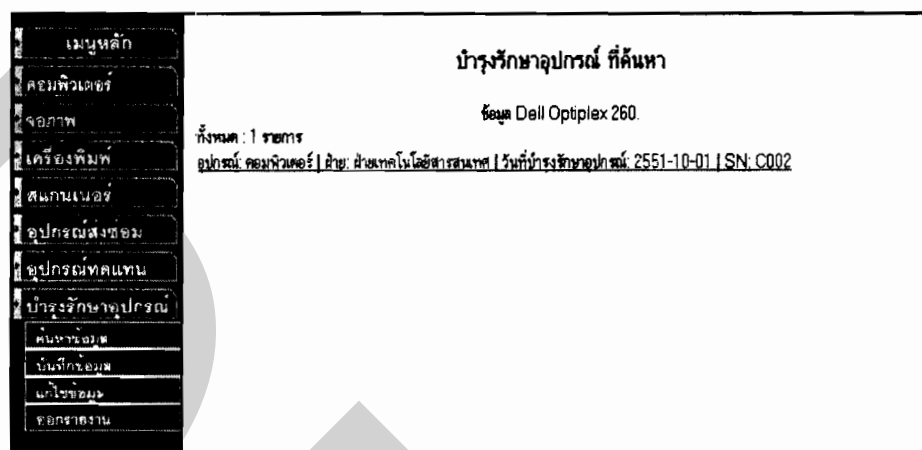 เมนูหลัก
คอมพิวเตอร์
จอภาพ
เครื่องพิมพ์
สแกนเนอร์
อุปกรณ์ส่งซ่อม
อุปกรณ์ทดแทน
บำรุงรักษาอุปกรณ์
ค้นหาข้อมูล
บันทึกข้อมูล
แก้ไขข้อมูล
ออกรายงาน
บำรุงรักษาอุปกรณ์ ที่ค้นหา
ข้อมูล Dell Optiplex 260.
ทั้งหมด : 1 รายการ
อุปกรณ์: คอมพิวเตอร์ | ฝ่าย: ฝ่ายเทคโนโลยีสารสนเทศ | วันที่บำรุงรักษาอุปกรณ์: 2551-10-01 | SN: C002